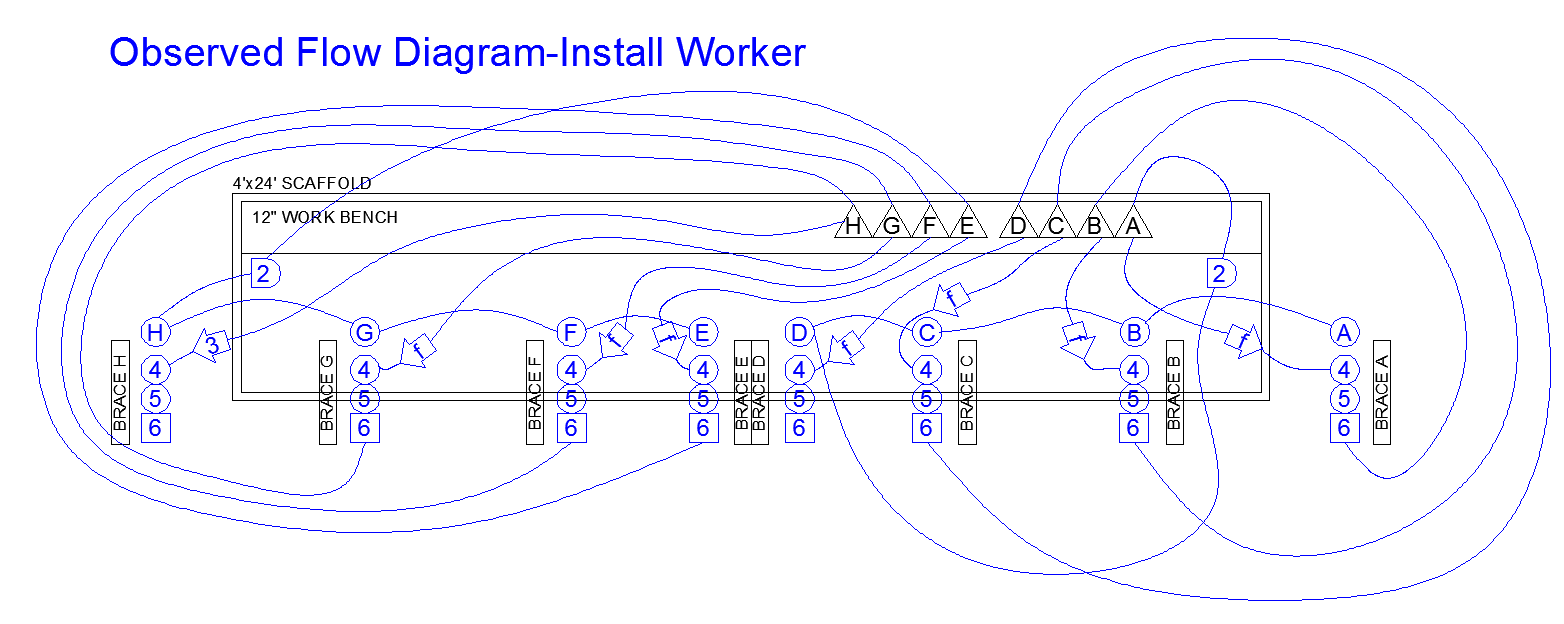 Observed Flow Diagram-Install Worker
4'x24' SCAFFOLD
12" WORK BENCH
H G F E D C B A
2 2
H G F E D C B A
3 f f f f f f f
4 4 4 4 4 4 4 4
5 5 5 5 5 5 5 5
6 6 6 6 6 6 6 6
BRACE H
BRACE G
BRACE F
BRACE E
BRACE D
BRACE C
BRACE B
BRACE A